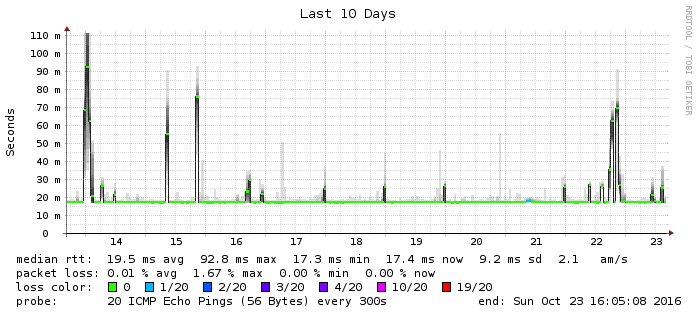 Last 10 Days
RRDTOOL / TOBI OETIKER
Seconds
110 m
100 m
90 m
80 m
70 m
60 m
50 m
40 m
30 m
20 m
10 m
0
14 15 16 17 18 19 20 21 22 23
median rtt: 19.5 ms avg 92.8 ms max 17.3 ms min 17.4 ms now 9.2 ms sd 2.1 am/s
packet loss: 0.01 % avg 1.67 % max 0.00 % min 0.00 % now
loss color: 0 1/20 2/20 3/20 4/20 10/20 19/20
probe: 20 ICMP Echo Pings (56 Bytes) every 300s end: Sun Oct 23 16:05:08 2016